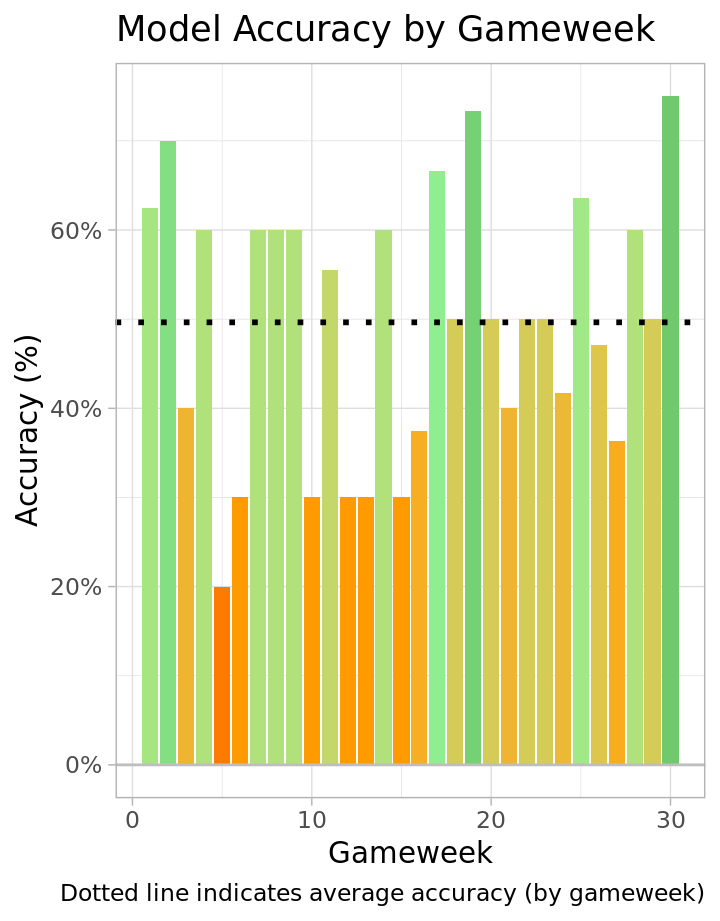 Model Accuracy by Gameweek
Accuracy (%)
60%
40%
20%
0%
0 10 20 30
Gameweek
Dotted line indicates average accuracy (by gameweek)